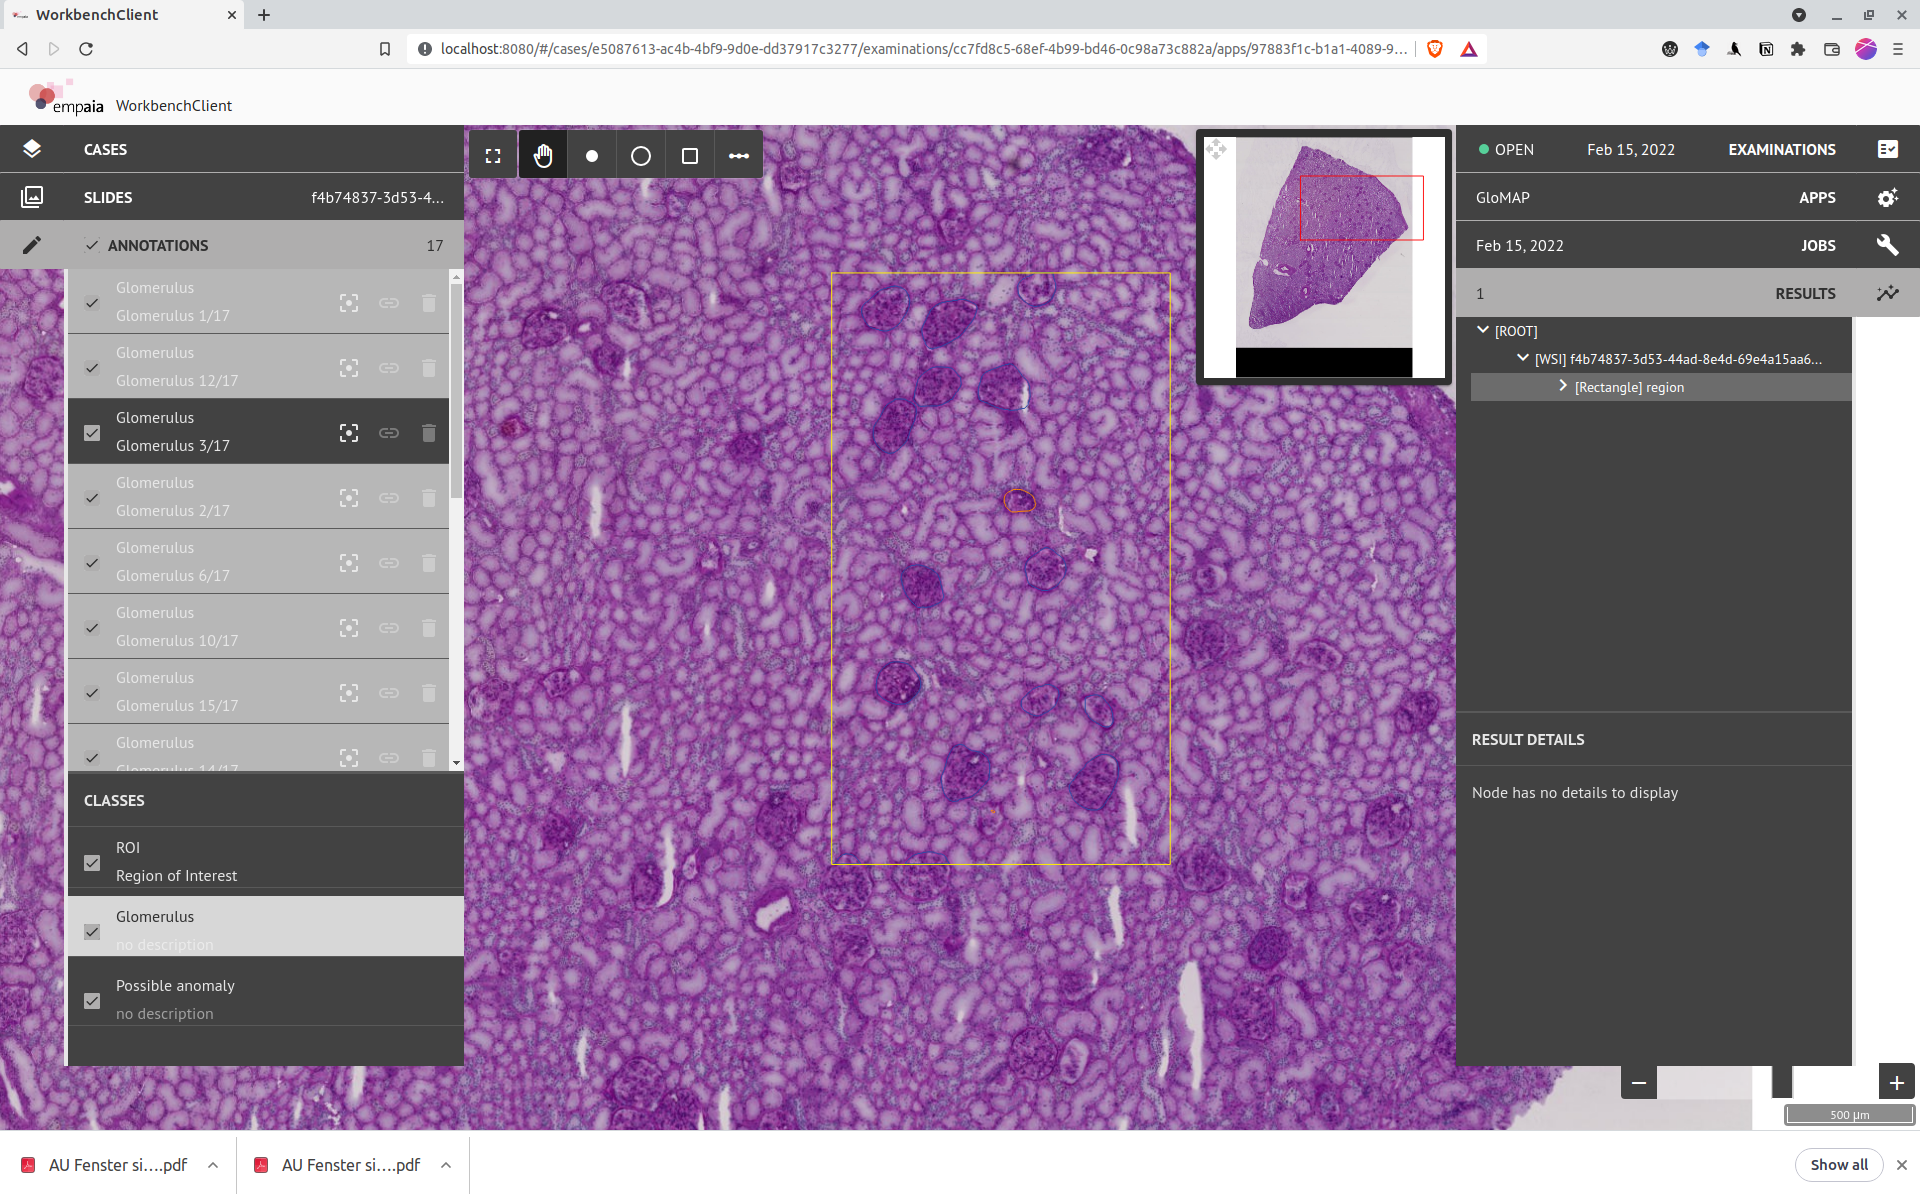 WorkbenchClient
localhost:8080/#/cases/e5087613-ac4b-4bf9-9d0e-dd37917c3277/examinations/cc7fd8c5-68ef-4b99-bd46-0c98a73c882a/apps/97883f1c-b1a1-4089-9...
empaia WorkbenchClient
CASES
SLIDES f4b74837-3d53-4...
ANNOTATIONS 17
Glomerulus
Glomerulus 1/17
Glomerulus
Glomerulus 12/17
Glomerulus
Glomerulus 3/17
Glomerulus
Glomerulus 2/17
Glomerulus
Glomerulus 6/17
Glomerulus
Glomerulus 10/17
Glomerulus
Glomerulus 15/17
Glomerulus
Glomerulus 14/17
CLASSES
ROI
Region of Interest
Glomerulus
no description
Possible anomaly
no description
OPEN Feb 15, 2022 EXAMINATIONS
GloMAP APPS
Feb 15, 2022 JOBS
1 RESULTS
[ROOT]
[WSI] f4b74837-3d53-44ad-8e4d-69e4a15aa6...
[Rectangle] region
RESULT DETAILS
Node has no details to display
500 μm
AU Fenster si....pdf
AU Fenster si....pdf
Show all